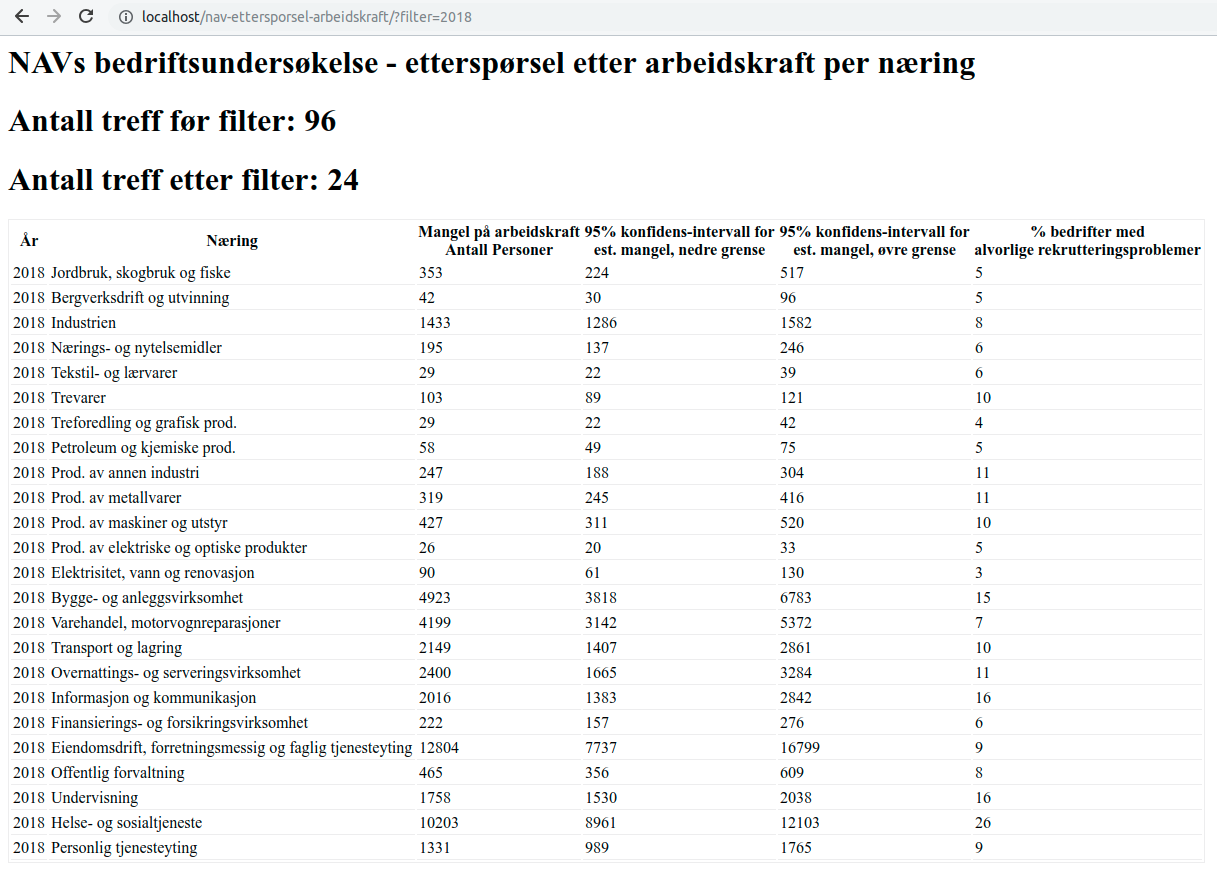 localhost/nav-ettersporsel-arbeidskraft/?filter=2018
NAVs bedriftsundersøkelse - etterspørsel etter arbeidskraft per næring
Antall treff før filter: 96
Antall treff etter filter: 24
År Næring Mangel på arbeidskraft Antall Personer 95% konfidens-intervall for est. mangel, nedre grense 95% konfidens-intervall for est. mangel, øvre grense % bedrifter med alvorlige rekrutteringsproblemer
2018 Jordbruk, skogbruk og fiske 353 224 517 5
2018 Bergverksdrift og utvinning 42 30 96 5
2018 Industrien 1433 1286 1582 8
2018 Nærings- og nytelsemidler 195 137 246 6
2018 Tekstil- og lærvarer 29 22 39 6
2018 Trevarer 103 89 121 10
2018 Treforedling og grafisk prod. 29 22 42 4
2018 Petroleum og kjemiske prod. 58 49 75 5
2018 Prod. av annen industri 247 188 304 11
2018 Prod. av metallvarer 319 245 416 11
2018 Prod. av maskiner og utstyr 427 311 520 10
2018 Prod. av elektriske og optiske produkter 26 20 33 5
2018 Elektrisitet, vann og renovasjon 90 61 130 3
2018 Bygge- og anleggsvirksomhet 4923 3818 6783 15
2018 Varehandel, motorvognreparasjoner 4199 3142 5372 7
2018 Transport og lagring 2149 1407 2861 10
2018 Overnattings- og serveringsvirksomhet 2400 1665 3284 11
2018 Informasjon og kommunikasjon 2016 1383 2842 16
2018 Finansierings- og forsikringsvirksomhet 222 157 276 6
2018 Eiendomsdrift, forretningsmessig og faglig tjenesteyting 12804 7737 16799 9
2018 Offentlig forvaltning 465 356 609 8
2018 Undervisning 1758 1530 2038 16
2018 Helse- og sosialtjeneste 10203 8961 12103 26
2018 Personlig tjenesteyting 1331 989 1765 9